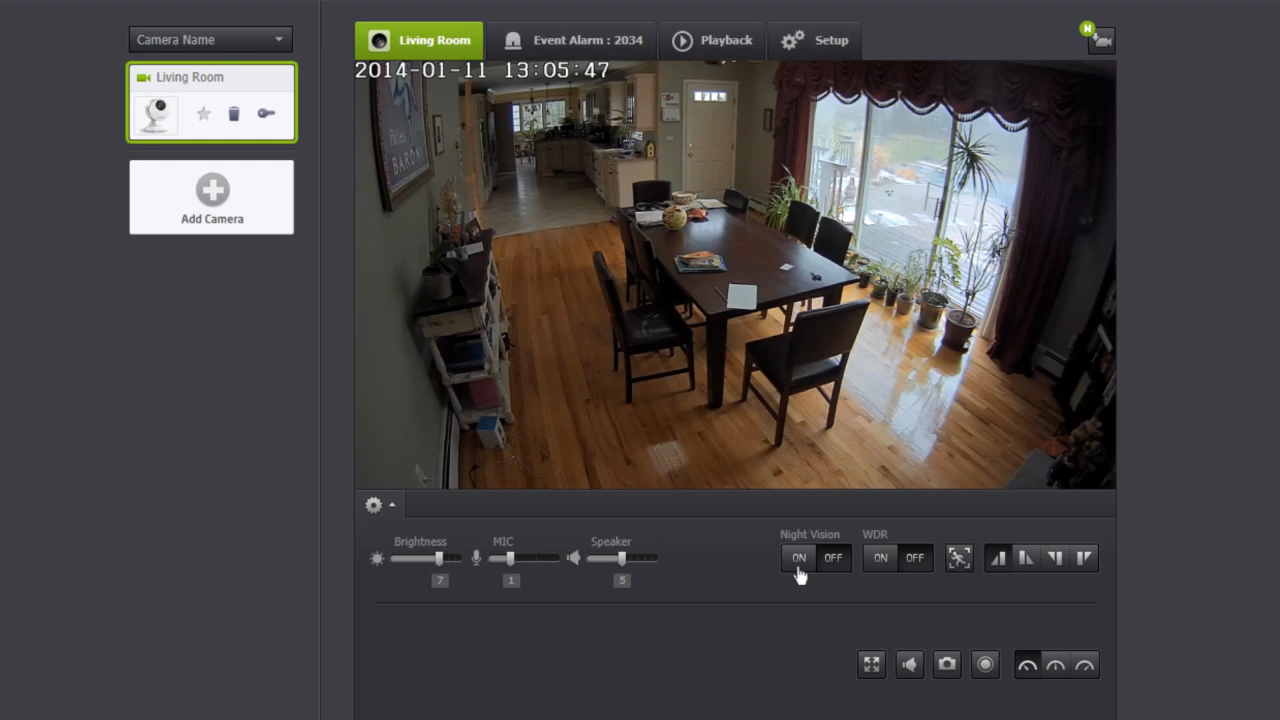 Camera Name
Living Room
Add Camera
Living Room
Event Alarm : 2034
Playback
Setup
N
2014-01-11 13:05:47
BARON
Brightness
MIC
Speaker
Night Vision
WDR
ON
OFF
ON
OFF
7
1
5